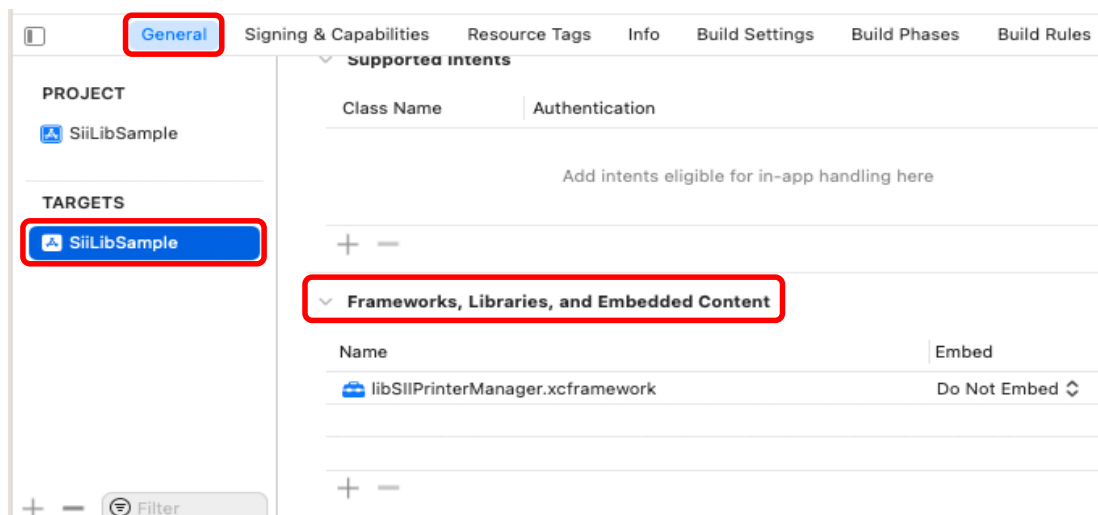 General Signing & Capabilities Resource Tags Info Build Settings Build Phases Build Rules
PROJECT
SiiLibSample
TARGETS
SiiLibSample
Filter
Supported Intents
Class Name Authentication
Add intents eligible for in-app handling here
Frameworks, Libraries, and Embedded Content
Name Embed
libSIIPrinterManager.xcframework Do Not Embed